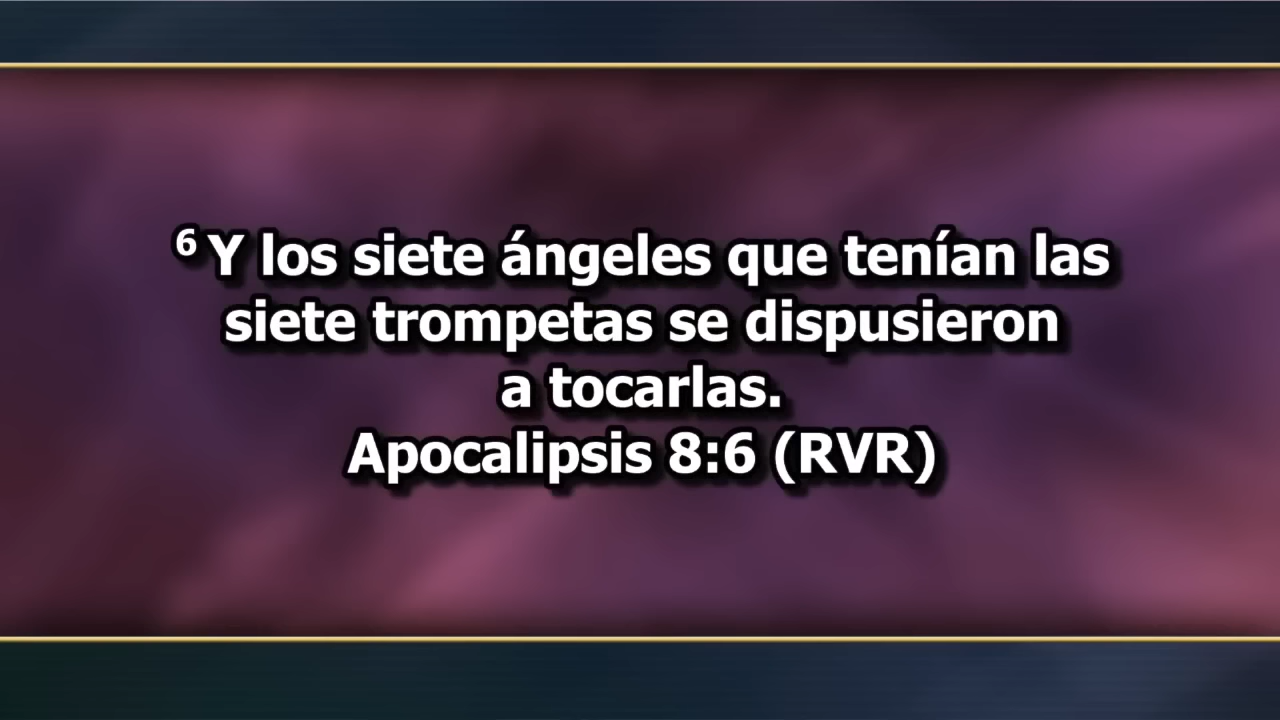 6 Y los siete ángeles que tenían las
siete trompetas se dispusieron
a tocarlas.
Apocalipsis 8:6 (RVR)